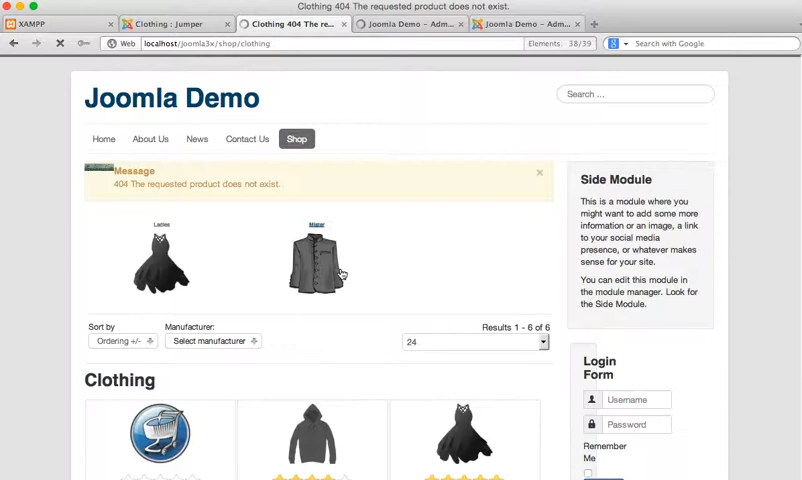 Clothing 404 The requested product does not exist.
XAMPP
Clothing : Jumper
Clothing 404 The re...
Joomla Demo – Adm...
Joomla Demo – Adm...
Web
localhost/joomla3x/shop/clothing
Elements: 38/39
Search with Google
Joomla Demo
Search ...
Home
About Us
News
Contact Us
Shop
Message
404 The requested product does not exist.
Ladies
Mister
Sort by
Manufacturer:
Results 1 - 6 of 6
Ordering +/-
Select manufacturer
24
Clothing
Side Module
This is a module where you
might want to add some more
information or an image, a link
to your social media
presence, or whatever makes
sense for your site.
You can edit this module in
the module manager. Look for
the Side Module.
Login
Form
Username
Password
Remember
Me